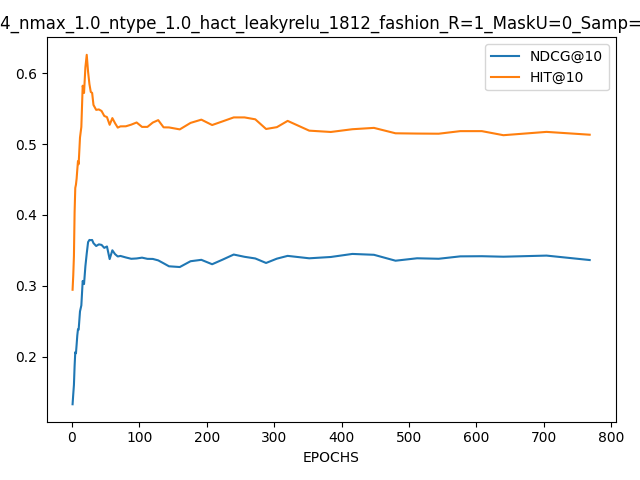 4_nmax_1.0_ntype_1.0_hact_leakyrelu_1812_fashion_R=1_MaskU=0_Samp=
NDCG@10
HIT@10
0.6
0.5
0.4
0.3
0.2
0 100 200 300 400 500 600 700 800
EPOCHS